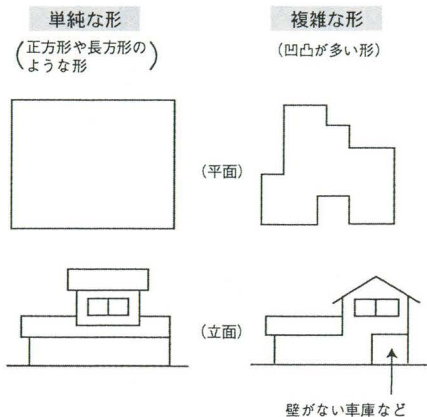 単純な形
(正方形や長方形の
ような形)
複雑な形
(凹凸が多い形)
(平面)
(立面)
壁がない車庫など